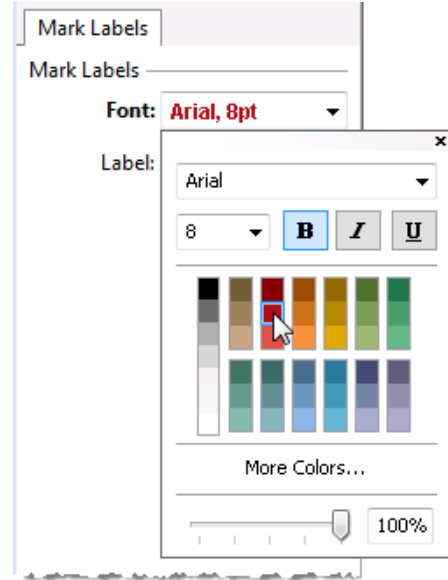 Mark Labels
Mark Labels
Font: Arial, 8pt
x
Label:
Arial
8 B I U
More Colors...
100%